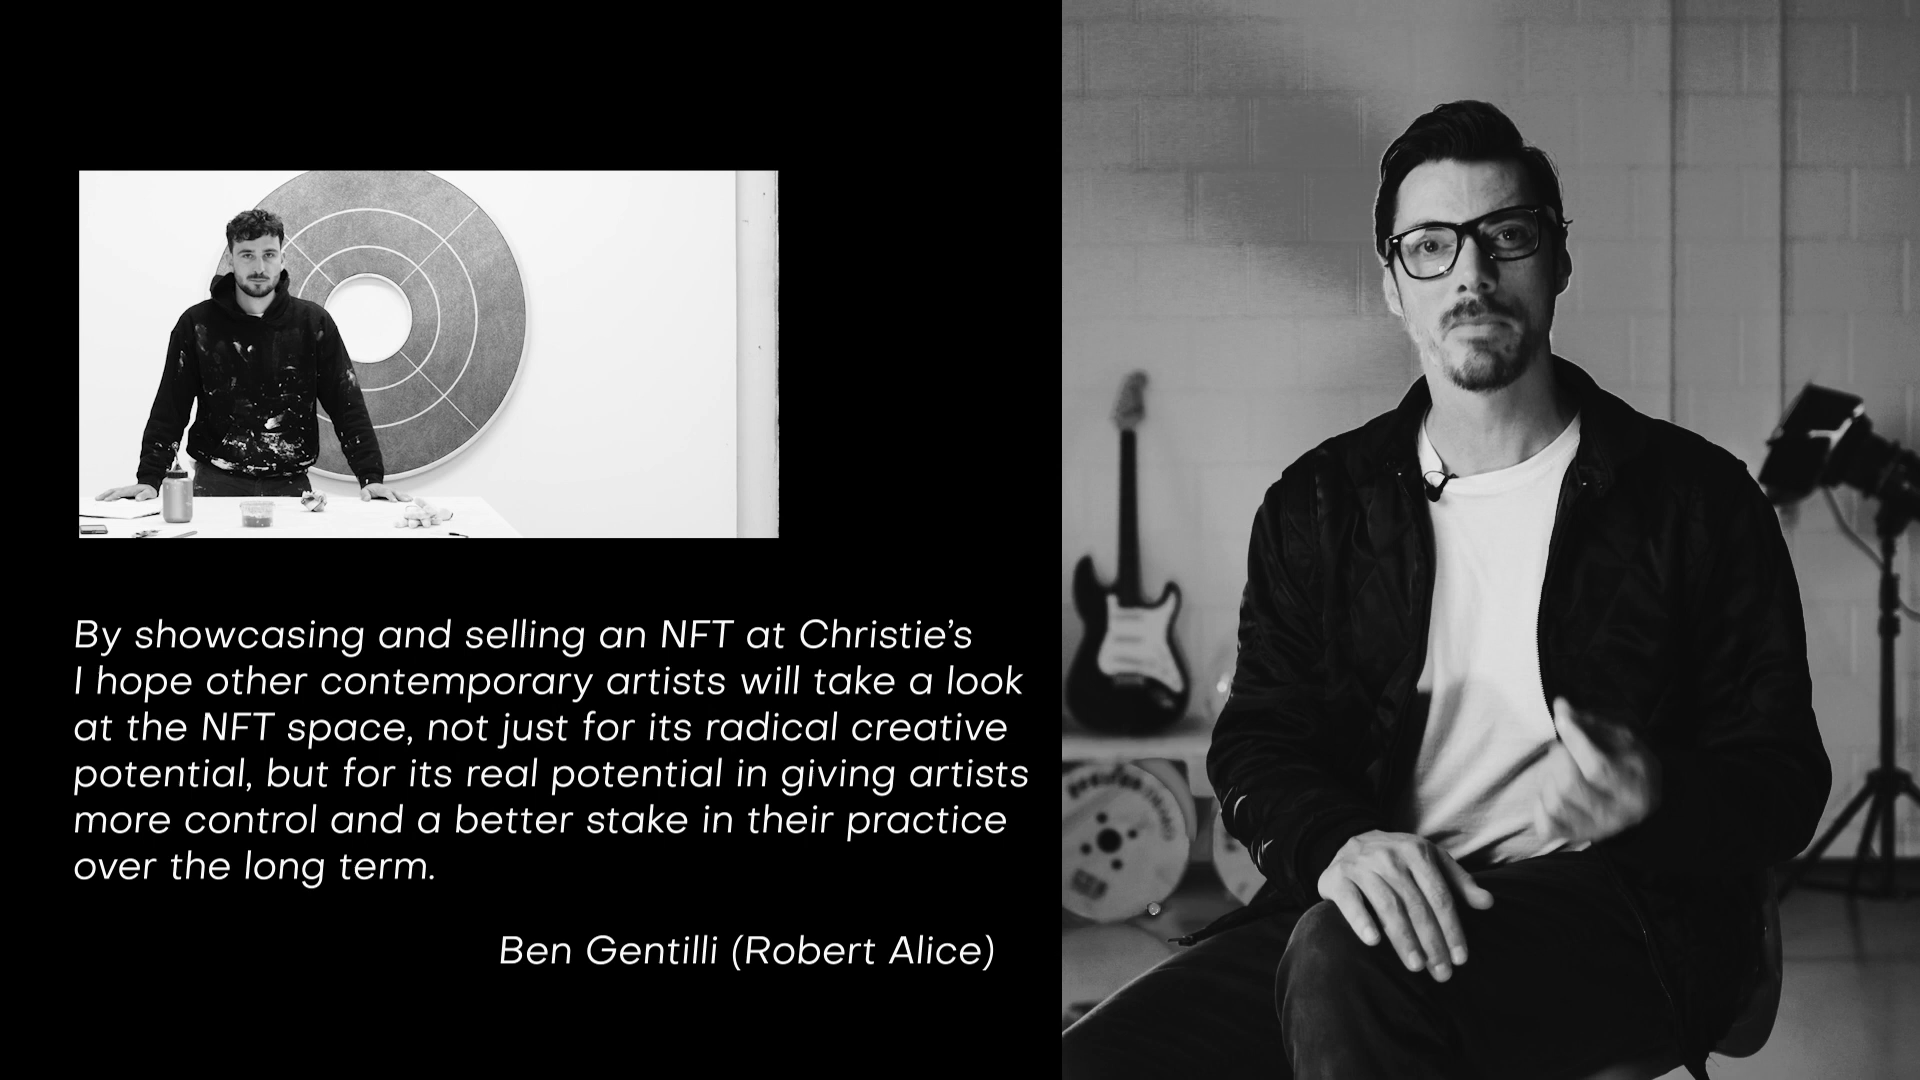 By showcasing and selling an NFT at Christie’s
I hope other contemporary artists will take a look
at the NFT space, not just for its radical creative
potential, but for its real potential in giving artists
more control and a better stake in their practice
over the long term.
Ben Gentilli (Robert Alice)